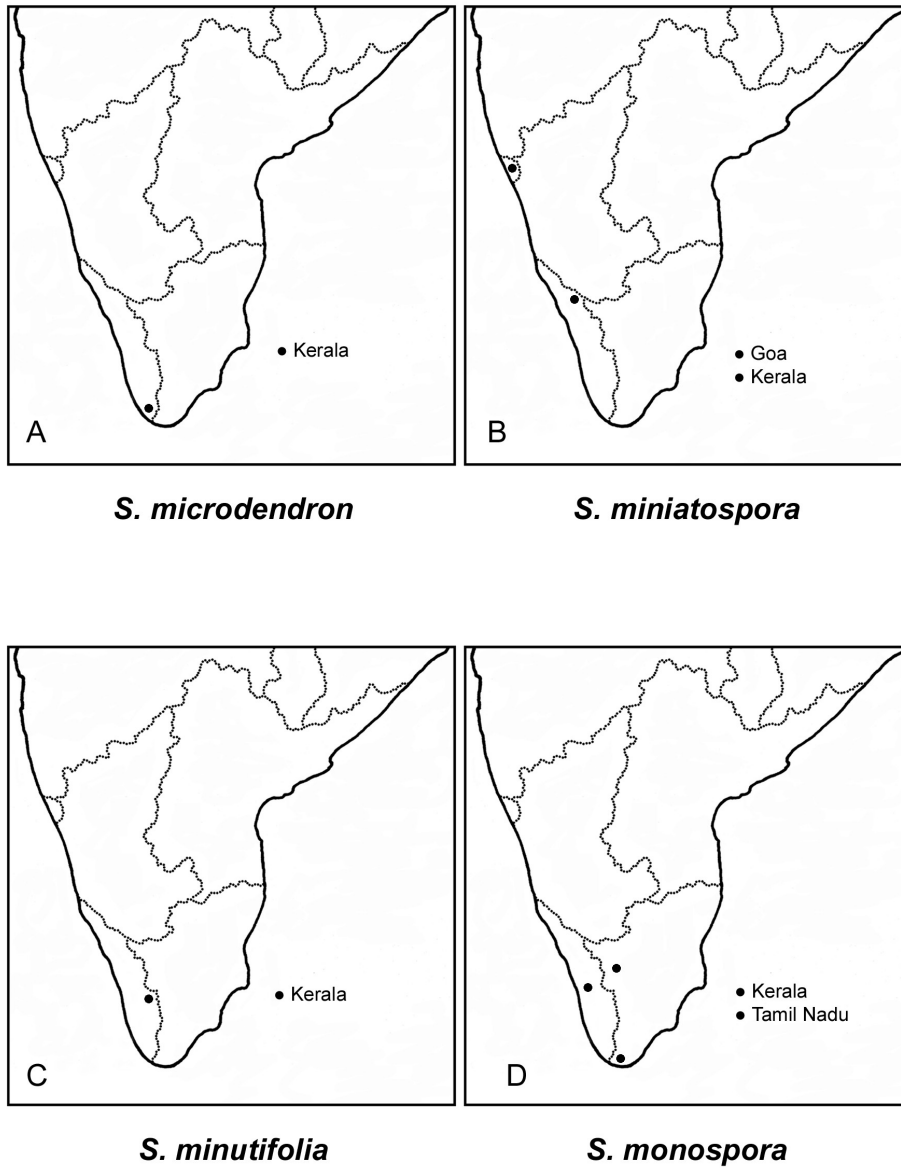 Kerala
A
S. microdendron
Goa
Kerala
B
S. miniatospora
Kerala
C
S. minutifolia
Kerala
Tamil Nadu
D
S. monospora